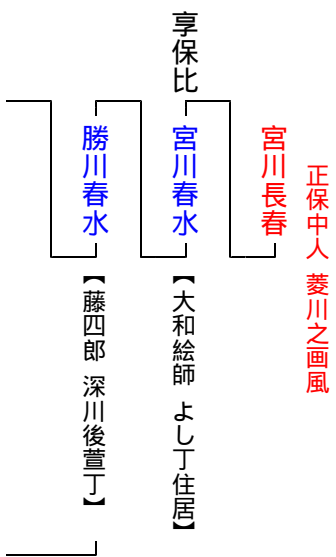 正保中人 菱川之画風
宮川長春
享保比
宮川春水
【大和絵師 よし丁住居】
勝川春水
【藤四郎 深川後萱丁】